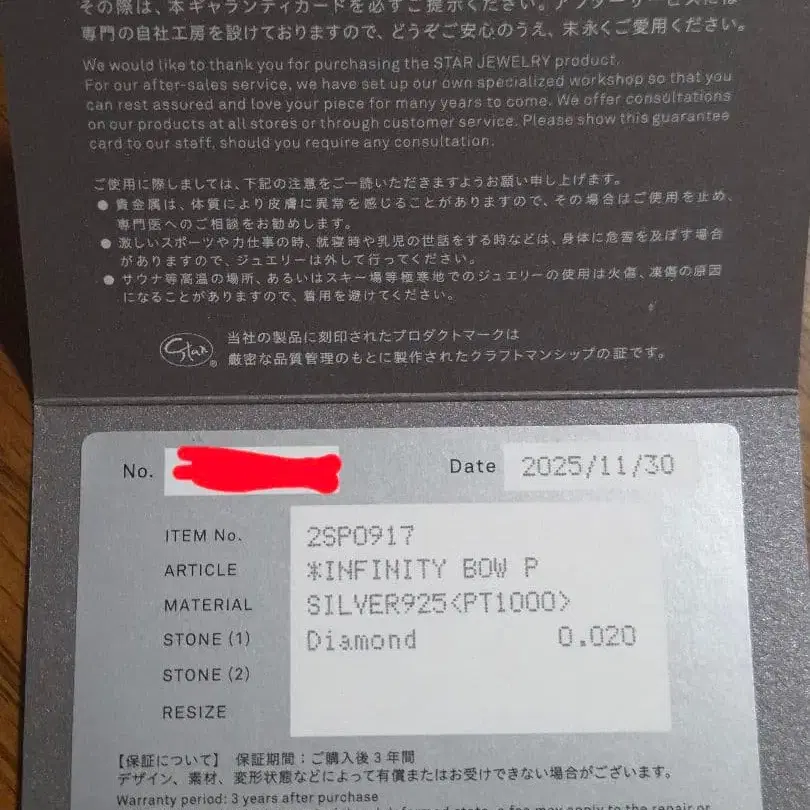 その際は、本ギャランティカードを必ずご提示ください。アフターサービスには
専門の自社工房を設けておりますので、どうぞご安心のうえ、末永くご愛用ください。
We would like to thank you for purchasing the STAR JEWELRY product.
For our after-sales service, we have set up our own specialized workshop so that you
can rest assured and love your piece for many years to come. We offer consultations
on our products at all stores or through customer service. Please show this guarantee
card to our staff, should you require any consultation.
ご使用に際しましては、下記の注意をご一読いただきますようお願い申し上げます。
● 貴金属は、体質により皮膚に異常を感じることがありますので、その場合はご使用を止め、
専門医へのご相談をお勧めします。
● 激しいスポーツや力仕事の時、就寝時や乳児の世話をする時などは、身体に危害を及ぼす場合
がありますので、ジュエリーは外して行ってください。
● サウナ等高温の場所、あるいはスキー場等極寒地でのジュエリーの使用は火傷、凍傷の原因
になることがありますので、着用を避けてください。
Star®
当社の製品に刻印されたプロダクトマークは
厳密な品質管理のもとに製作されたクラフトマンシップの証です。
No. Date 2025/11/30
ITEM No. 2SP0917
ARTICLE *INFINITY BOW P
MATERIAL SILVER925<PT1000>
STONE (1) Diamond 0.020
STONE (2)
RESIZE
【保証について】 保証期間:ご購入後3年間
デザイン、素材、変形状態などによって有償またはお受けできない場合がございます。
Warranty period: 3 years after purchase
state, a fee may apply to the repair or